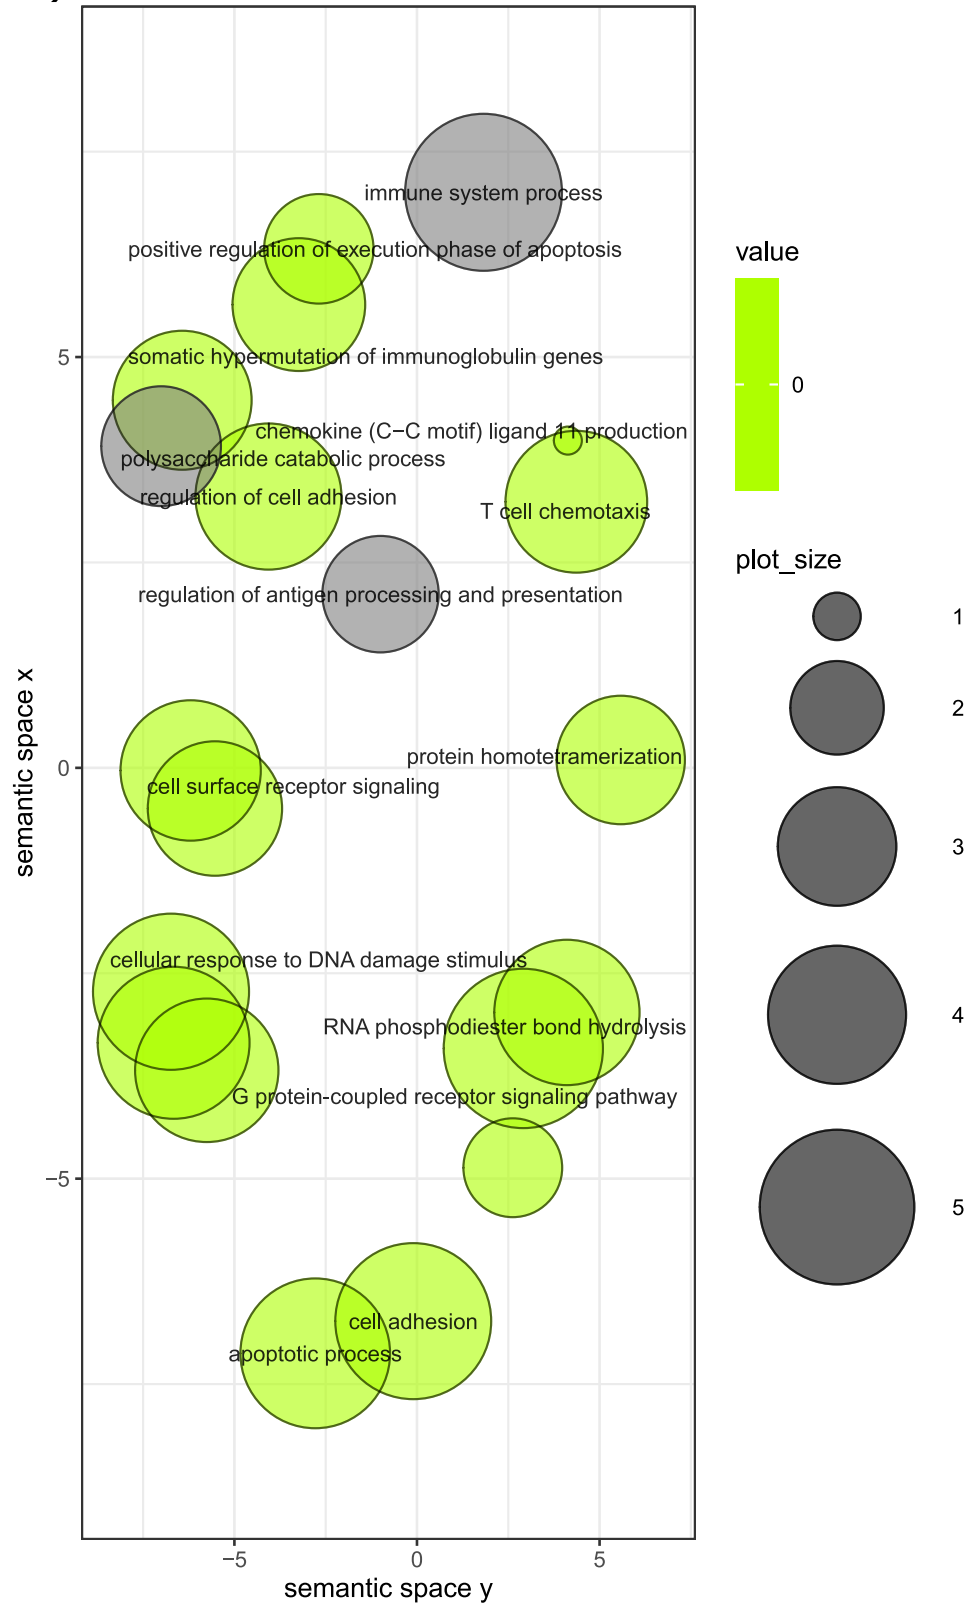 immune system process
positive regulation of execution phase of apoptosis
somatic hypermutation of immunoglobulin genes
chemokine (C−C motif) ligand 11 production
polysaccharide catabolic process
regulation of cell adhesion
T cell chemotaxis
regulation of antigen processing and presentation
protein homotetramerization
cell surface receptor signaling
cellular response to DNA damage stimulus
RNA phosphodiester bond hydrolysis
G protein-coupled receptor signaling pathway
cell adhesion
apoptotic process
5
0
−5
semantic space x
−5
0
5
semantic space y
value
0
plot_size
1
2
3
4
5